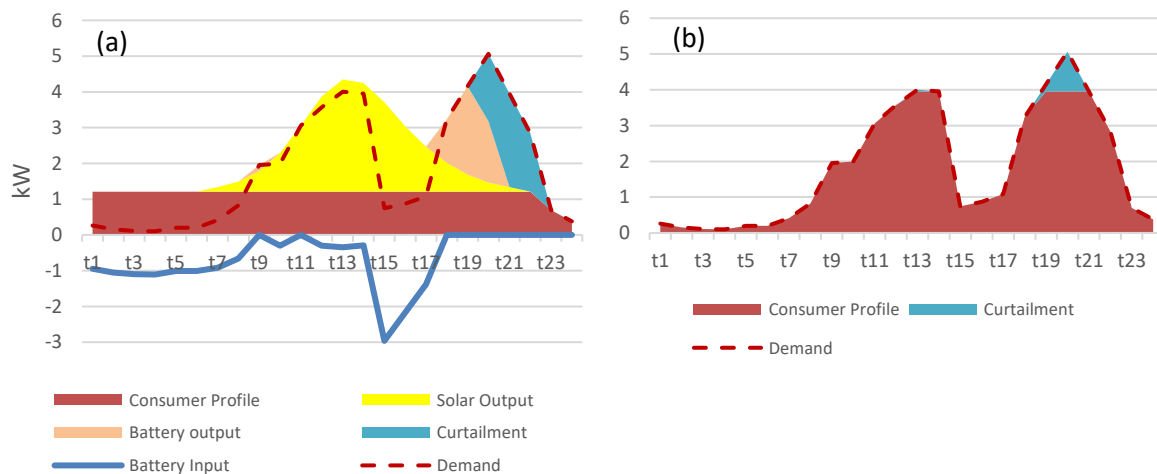 (a)
kW
6
5
4
3
2
1
0
-1
-2
-3
t1 t3 t5 t7 t9 t11 t13 t15 t17 t19 t21 t23
Consumer Profile Solar Output
Battery output Curtailment
Battery Input Demand
(b)
6
5
4
3
2
1
0
t1 t3 t5 t7 t9 t11 t13 t15 t17 t19 t21 t23
Consumer Profile Curtailment
Demand